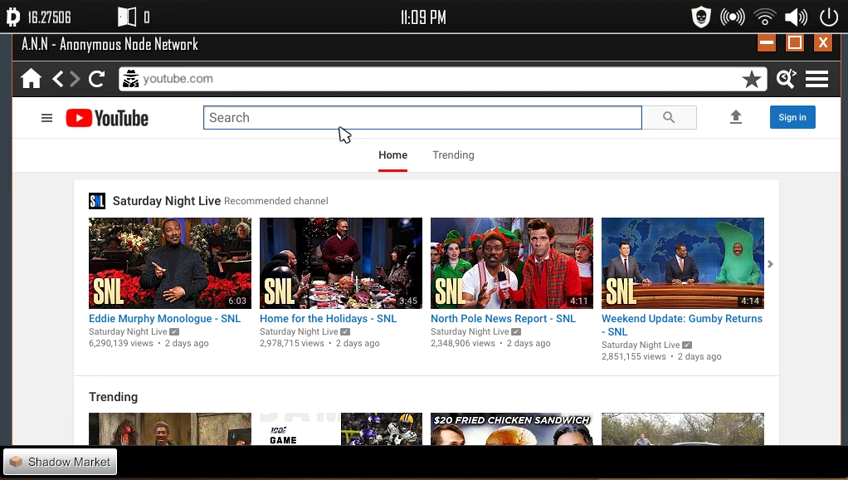 16.27506 0 11:09 PM
A.N.N - Anonymous Node Network
youtube.com
YouTube Search Sign in
Home Trending
Saturday Night Live Recommended channel
SNL SNL SNL SNL
6:03 3:45 4:11 4:14
Eddie Murphy Monologue - SNL Home for the Holidays - SNL North Pole News Report - SNL Weekend Update: Gumby Returns
- SNL
Saturday Night Live Saturday Night Live Saturday Night Live Saturday Night Live
6,290,139 views • 2 days ago 2,978,715 views • 2 days ago 2,348,906 views • 2 days ago 2,851,155 views • 2 days ago
Trending
$20 FRIED CHICKEN SANDWICH
GAME
Shadow Market